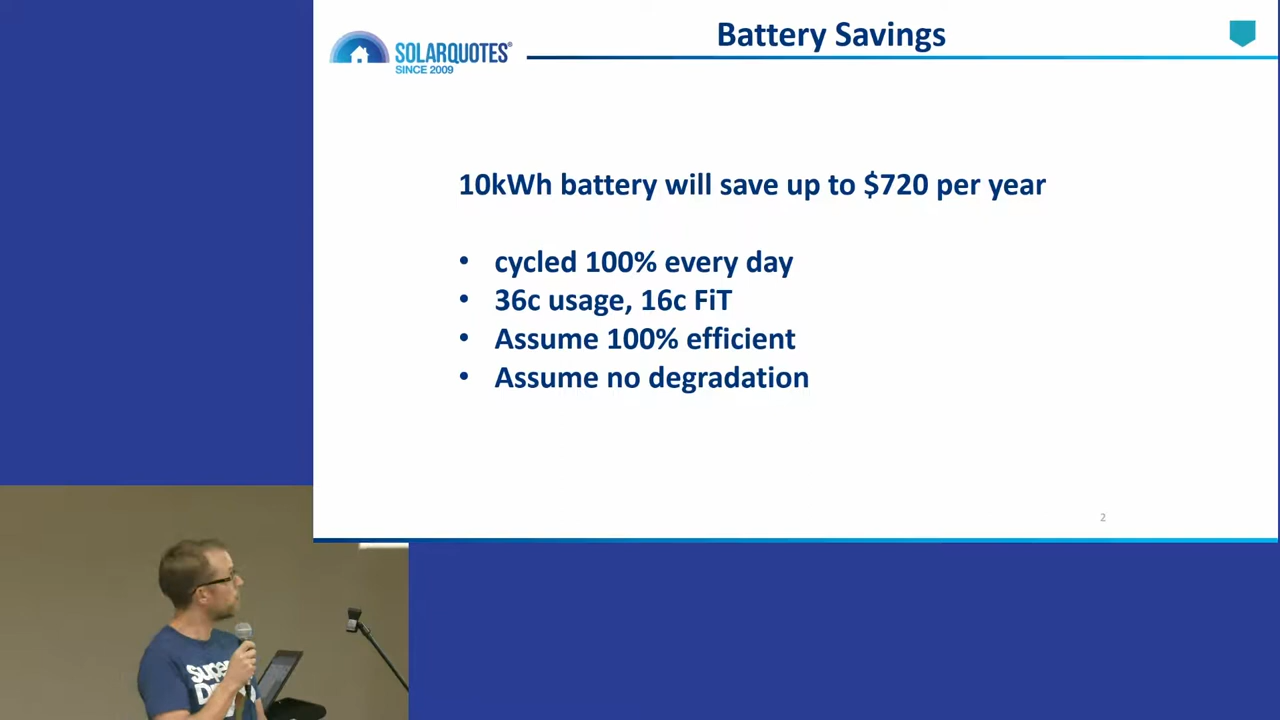 Battery Savings
SOLARQUOTES®
SINCE 2009
10kWh battery will save up to $720 per year
• cycled 100% every day
• 36c usage, 16c FiT
• Assume 100% efficient
• Assume no degradation
2